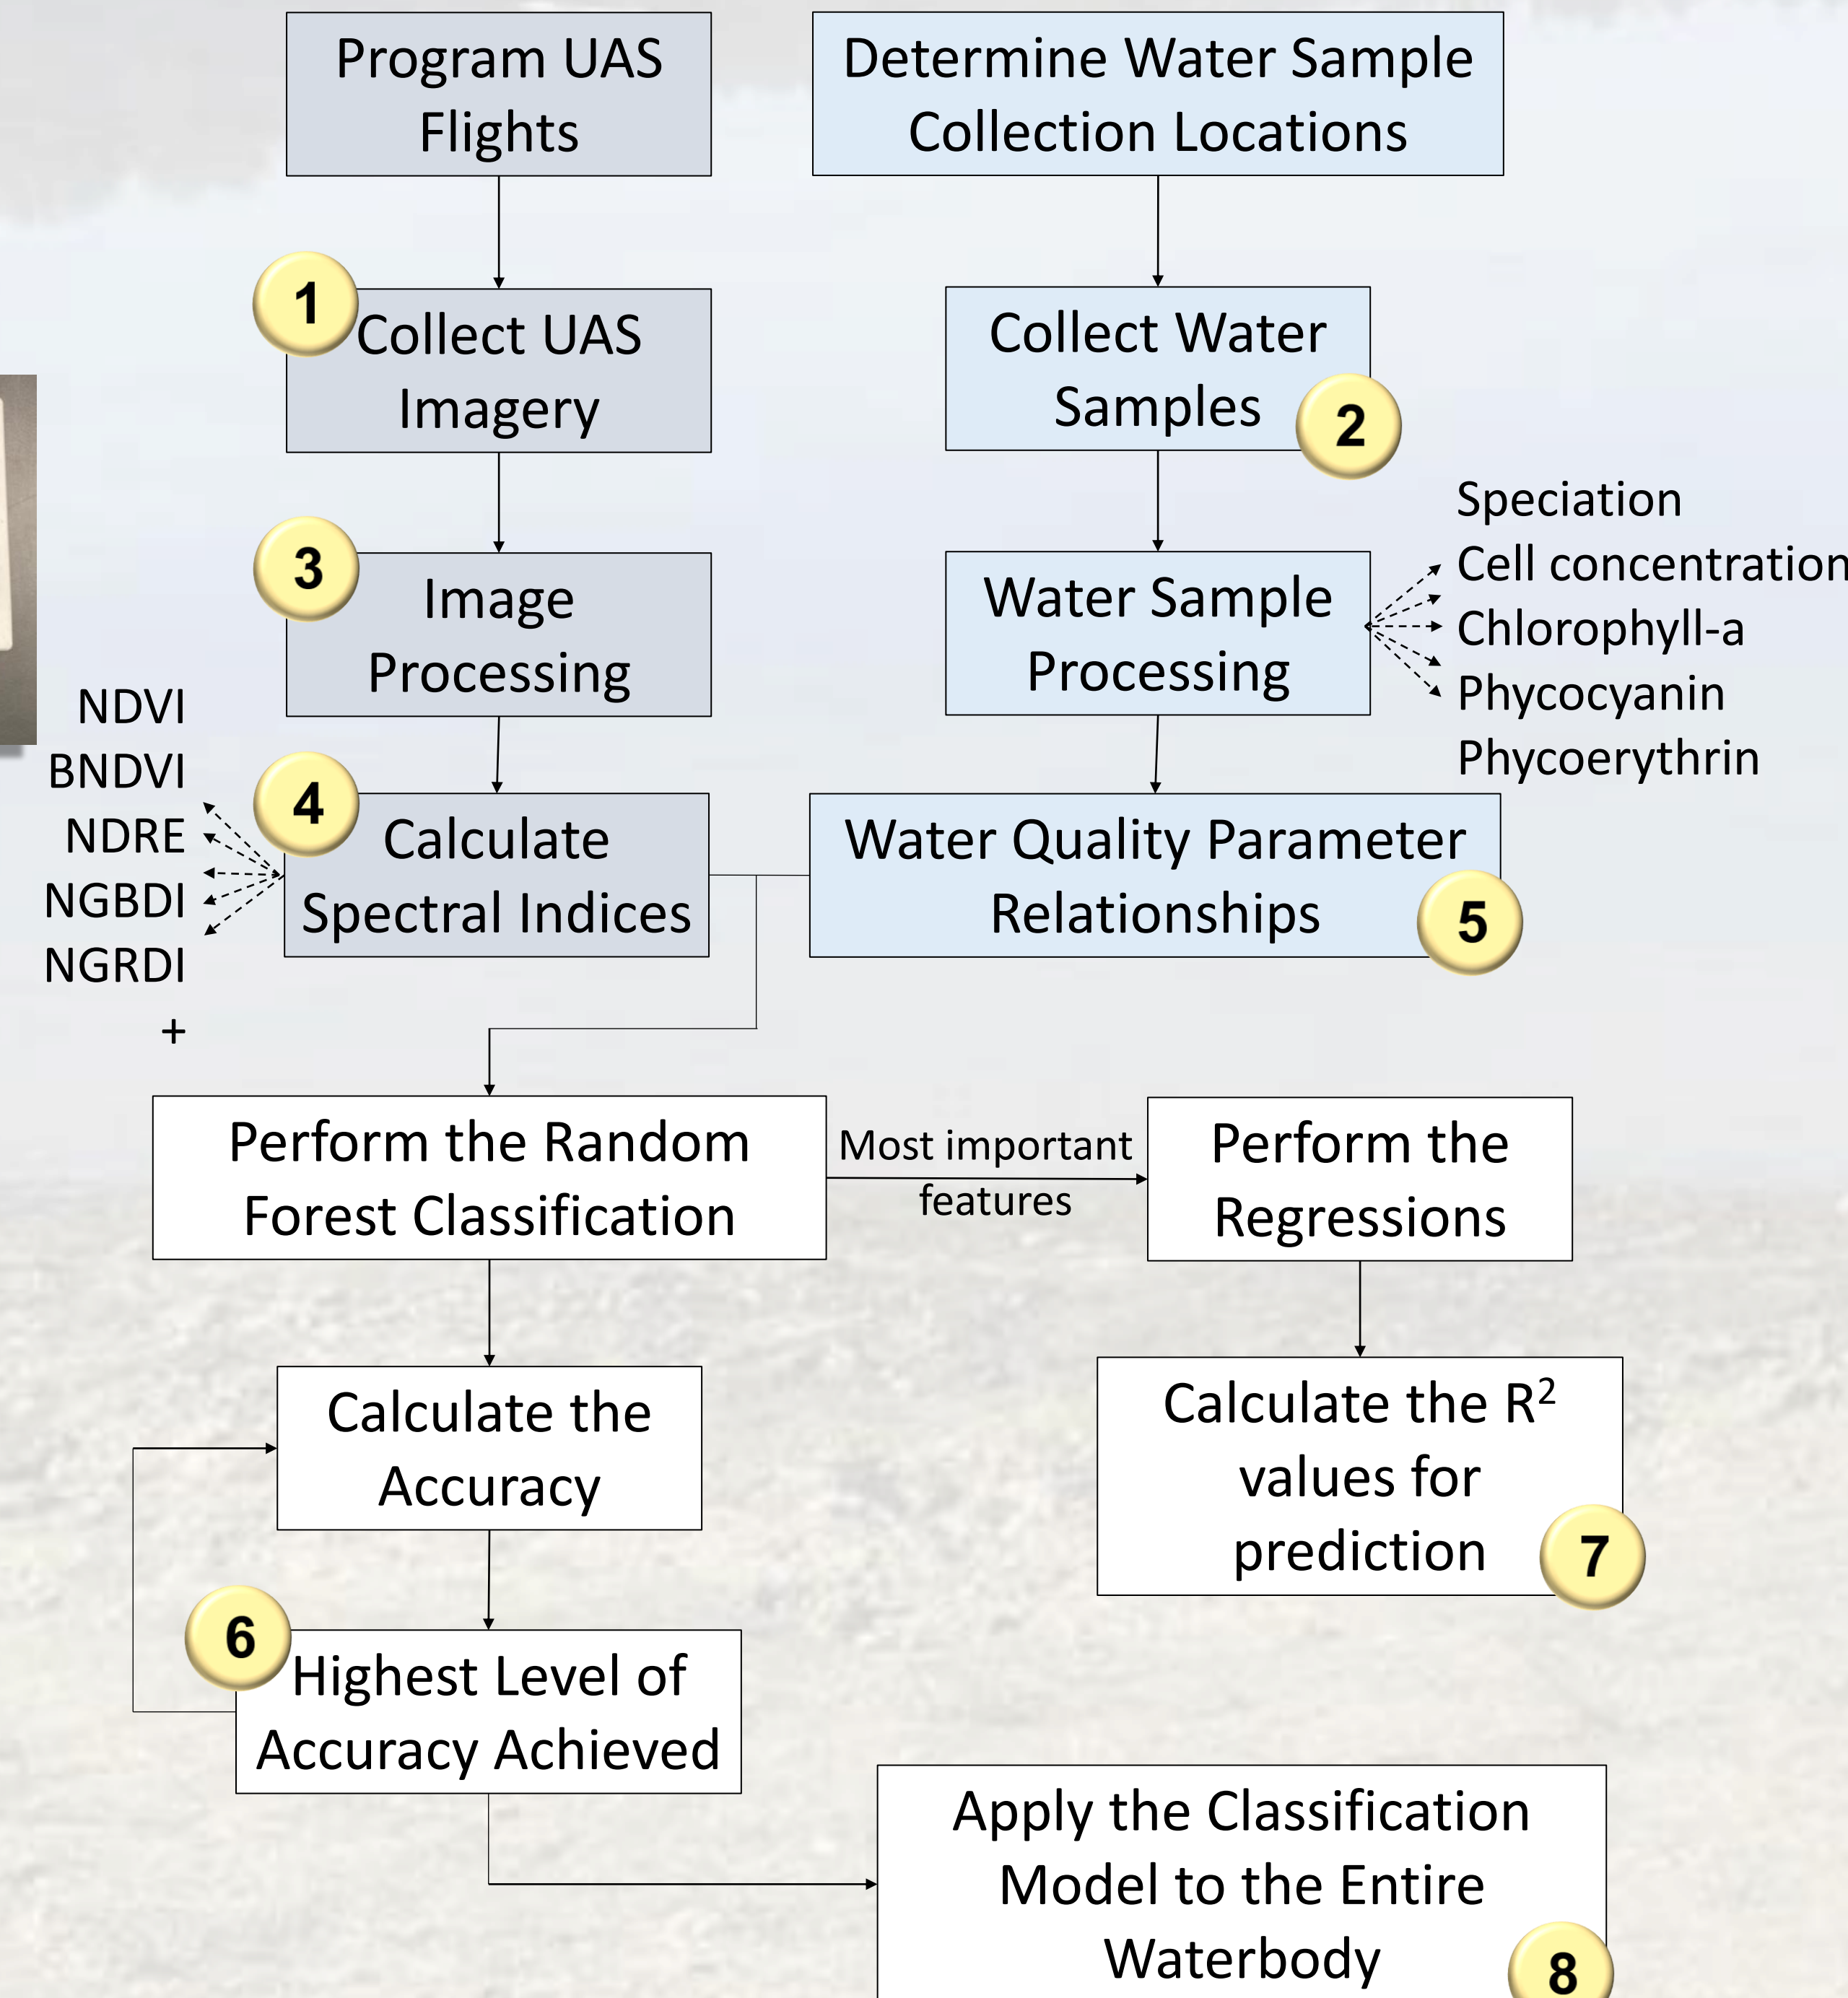 Program UAS
Flights
Determine Water Sample
Collection Locations
1
Collect UAS
Imagery
Collect Water
Samples
2
3
Image
Processing
Water Sample
Processing
Speciation
Cell concentration
Chlorophyll-a
Phycocyanin
Phycoerythrin
NDVI
BNDVI
NDRE
NGBDI
NGRDI
+
4
Calculate
Spectral Indices
Water Quality Parameter
Relationships
5
Perform the Random
Forest Classification
Most important
features
Perform the
Regressions
Calculate the
Accuracy
Calculate the R²
values for
prediction
7
6
Highest Level of
Accuracy Achieved
Apply the Classification
Model to the Entire
Waterbody
8